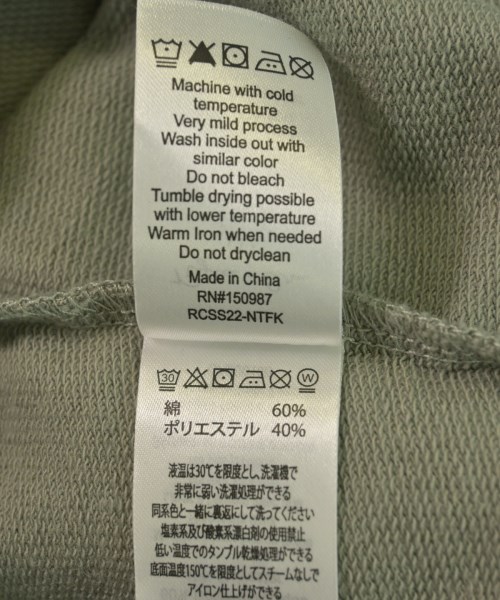 Machine with cold
temperature
Very mild process
Wash inside out with
similar color
Do not bleach
Tumble drying possible
with lower temperature
Warm Iron when needed
Do not dryclean
Made in China
RN#150987
RCSS22-NTFK
30 W
綿 60%
ポリエステル 40%
液温は30℃を限度とし、洗濯機で
非常に弱い洗濯処理ができる
同系色と一緒に裏返にして洗ってください
塩素系及び酸素系漂白剤の使用禁止
低い温度でのタンブル乾燥処理ができる
底面温度150℃を限度としてスチームなしで
アイロン仕上げができる